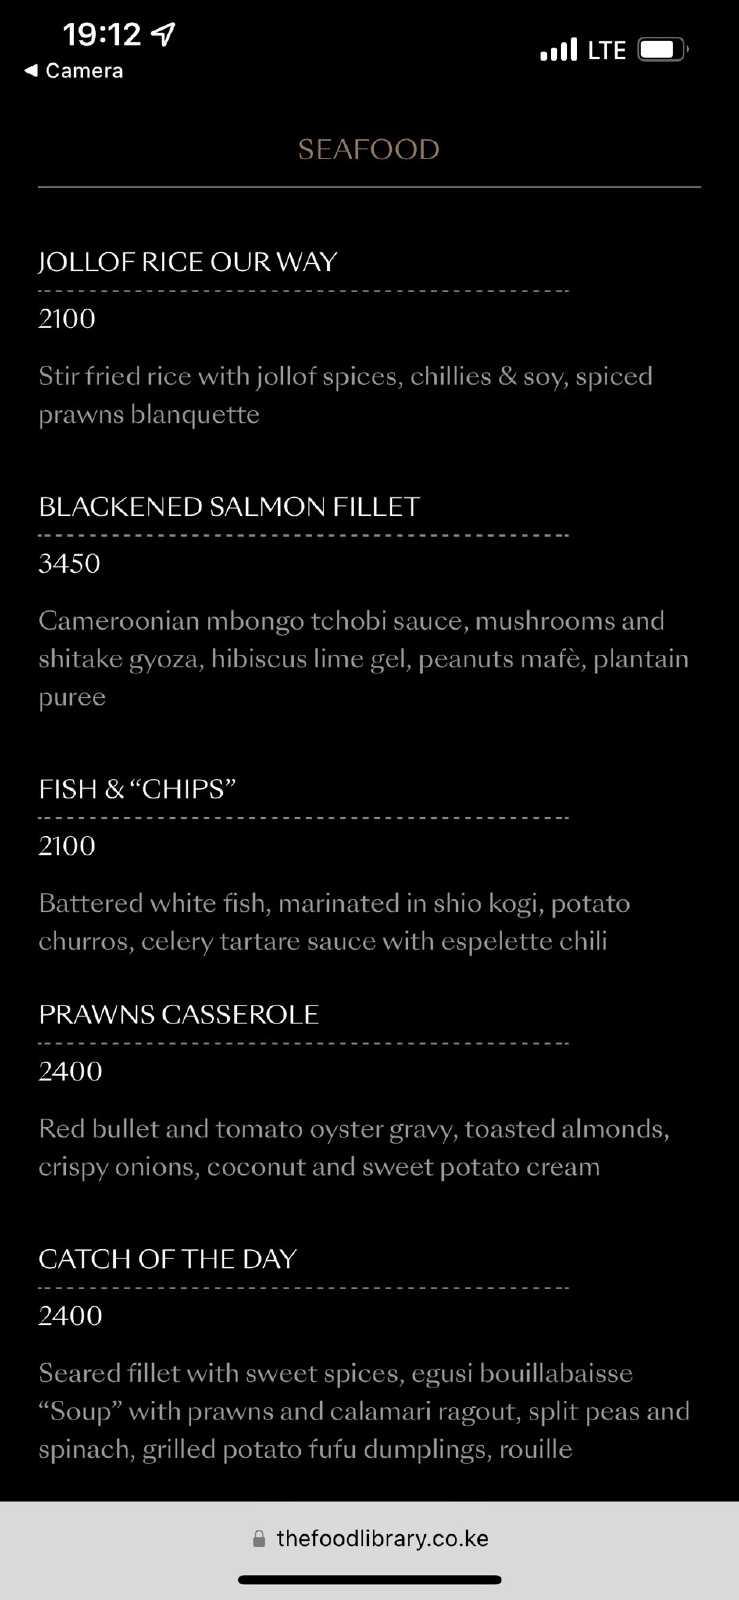 19:12
LTE
◀ Camera
SEAFOOD
JOLLOF RICE OUR WAY
2100
Stir fried rice with jollof spices, chillies & soy, spiced
prawns blanquette
BLACKENED SALMON FILLET
3450
Cameroonian mbongo tchobi sauce, mushrooms and
shitake gyoza, hibiscus lime gel, peanuts mafè, plantain
puree
FISH & “CHIPS”
2100
Battered white fish, marinated in shio kogi, potato
churros, celery tartare sauce with espelette chili
PRAWNS CASSEROLE
2400
Red bullet and tomato oyster gravy, toasted almonds,
crispy onions, coconut and sweet potato cream
CATCH OF THE DAY
2400
Seared fillet with sweet spices, egusi bouillabaisse
“Soup” with prawns and calamari ragout, split peas and
spinach, grilled potato fufu dumplings, rouille
thefoodlibrary.co.ke